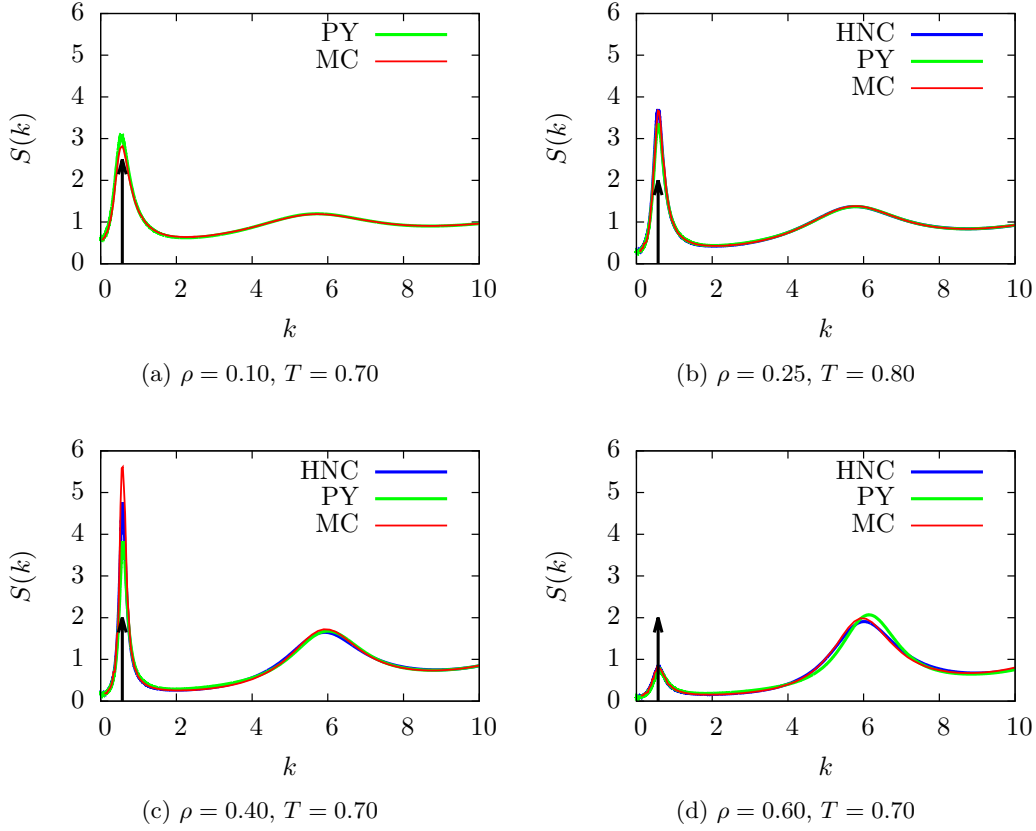 S(k)
6
5
4
3
2
1
0
PY
MC
0 2 4 6 8 10
k
(a) ρ = 0.10, T = 0.70
S(k)
6
5
4
3
2
1
0
HNC
PY
MC
0 2 4 6 8 10
k
(b) ρ = 0.25, T = 0.80
S(k)
6
5
4
3
2
1
0
HNC
PY
MC
0 2 4 6 8 10
k
(c) ρ = 0.40, T = 0.70
S(k)
6
5
4
3
2
1
0
HNC
PY
MC
0 2 4 6 8 10
k
(d) ρ = 0.60, T = 0.70